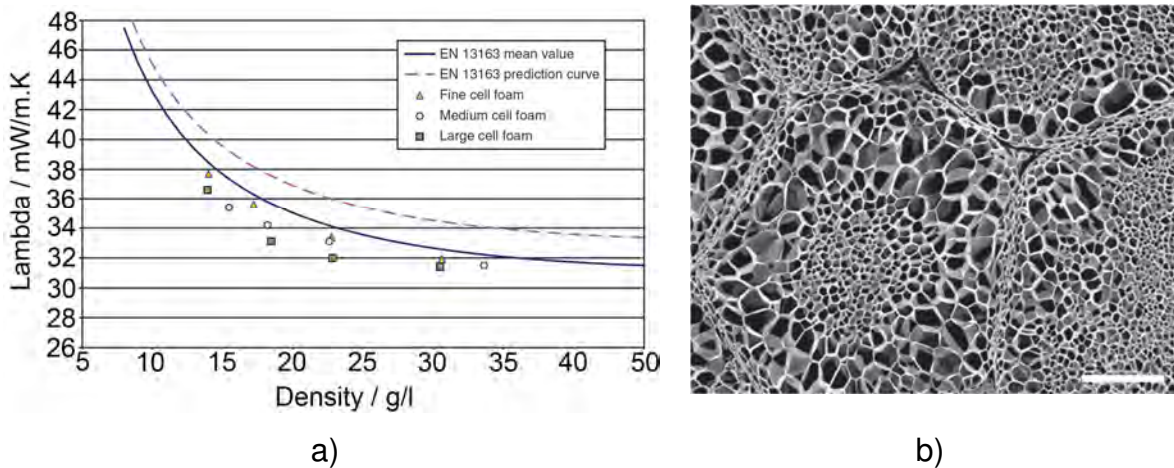 48
46
44
42
40
38
36
34
32
30
28
26
Lambda / mW/m.K
EN 13163 mean value
EN 13163 prediction curve
Fine cell foam
Medium cell foam
Large cell foam
5 10 15 20 25 30 35 40 45 50
Density / g/l
a)
b)